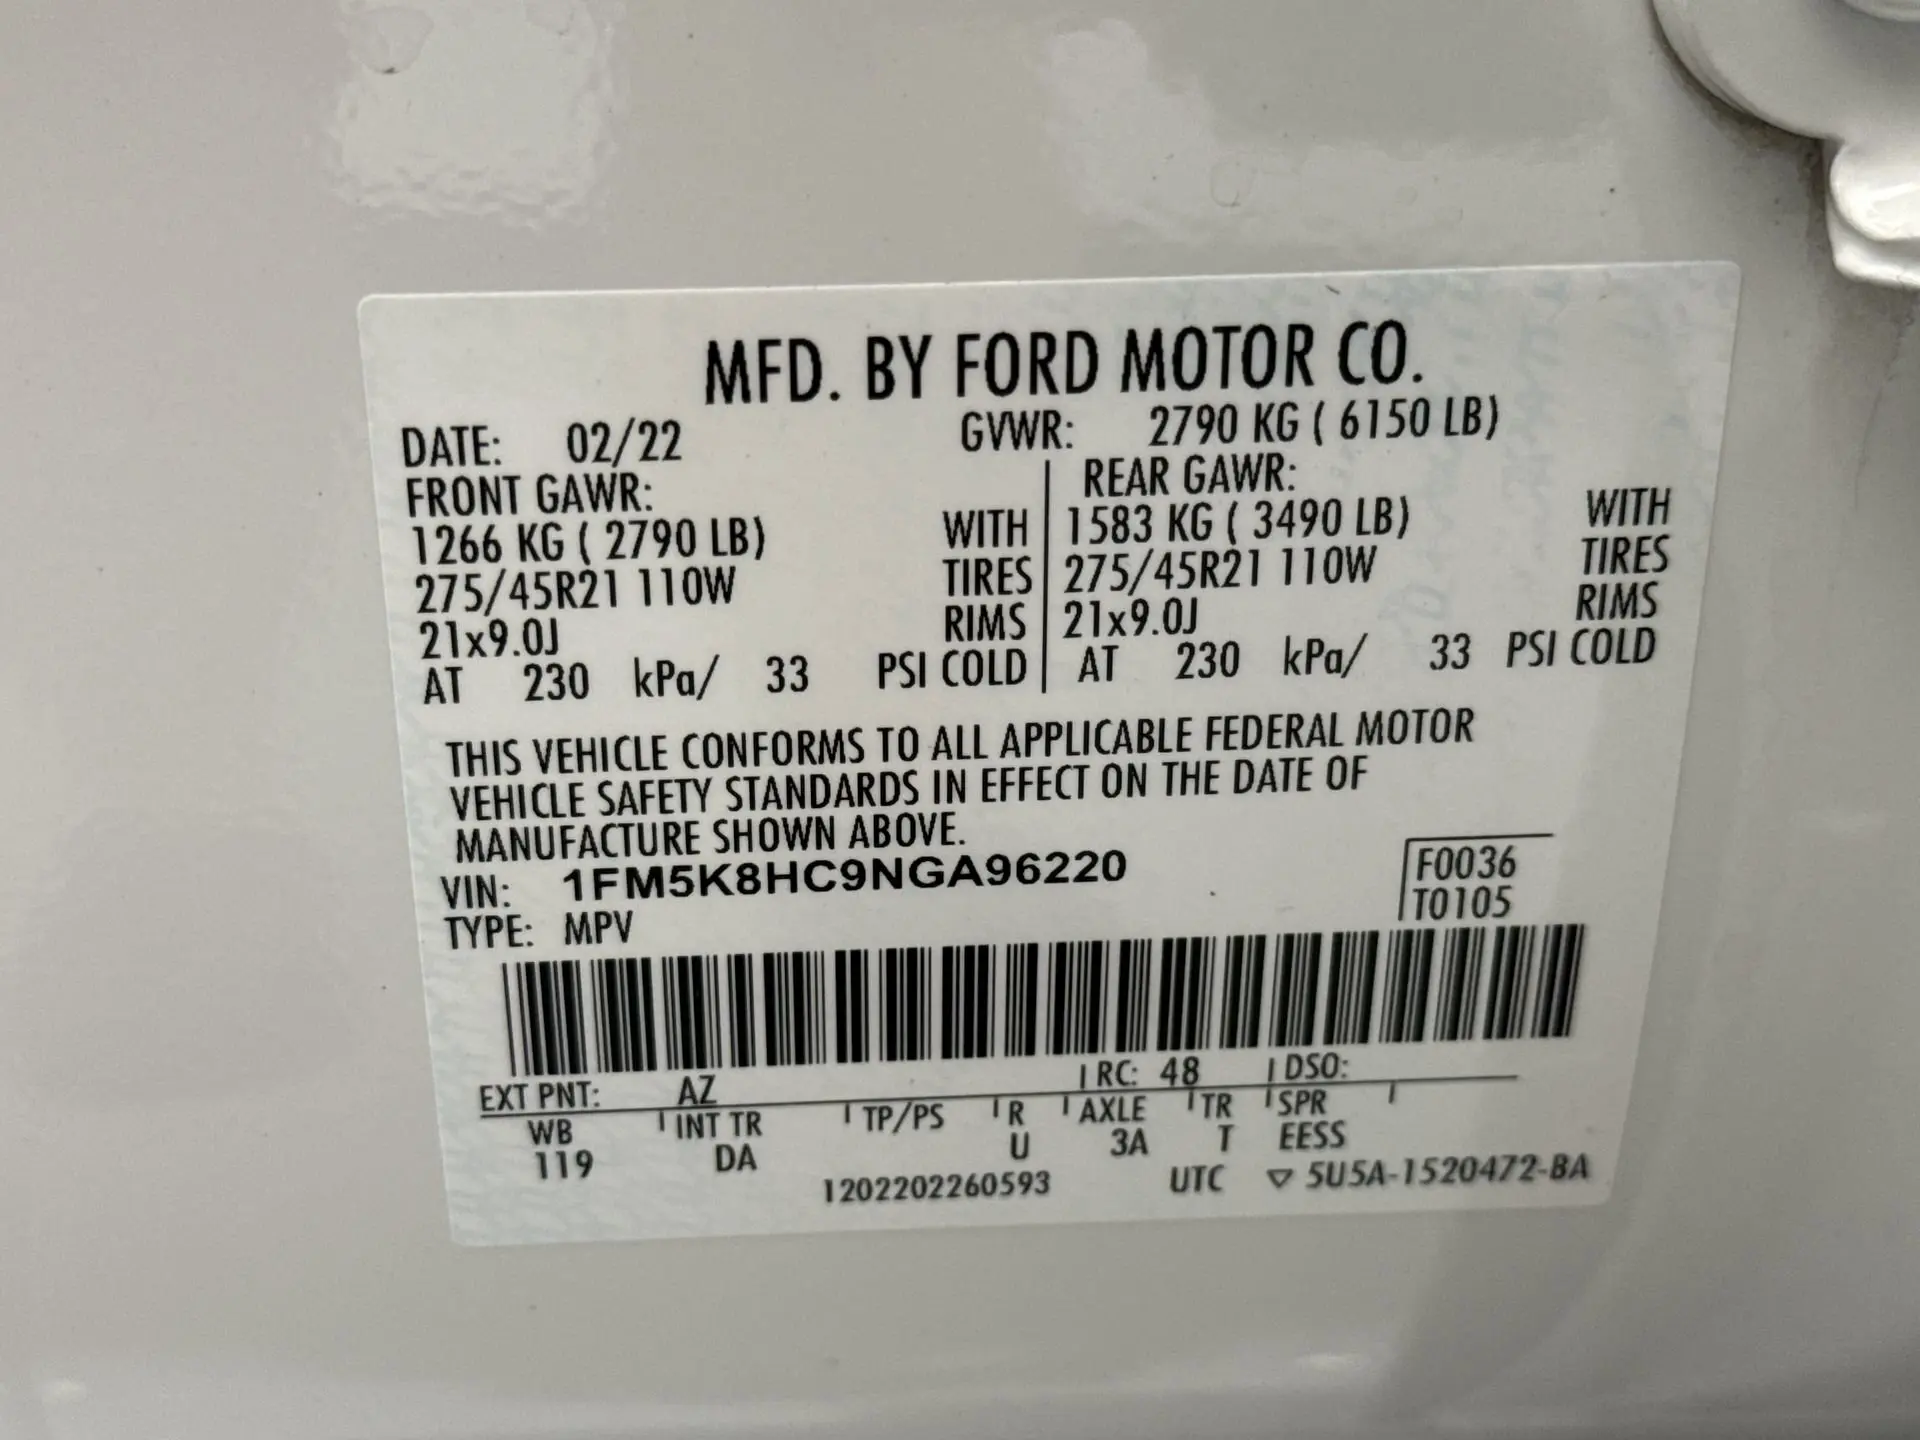 MFD. BY FORD MOTOR CO.
DATE: 02/22 GVWR: 2790 KG ( 6150 LB)
FRONT GAWR: REAR GAWR:
1266 KG ( 2790 LB) WITH 1583 KG ( 3490 LB) WITH
275/45R21 110W TIRES 275/45R21 110W TIRES
21x9.0J RIMS 21x9.0J RIMS
AT 230 kPa/ 33 PSI COLD AT 230 kPa/ 33 PSI COLD
THIS VEHICLE CONFORMS TO ALL APPLICABLE FEDERAL MOTOR
VEHICLE SAFETY STANDARDS IN EFFECT ON THE DATE OF
MANUFACTURE SHOWN ABOVE.
VIN: 1FM5K8HC9NGA96220 F0036
TYPE: MPV T0105
EXT PNT: AZ RC: 48 DSO:
WB INT TR TP/PS R AXLE TR SPR
119 DA U 3A T EESS
1202202260593 UTC ▽ 5U5A-1520472-BA